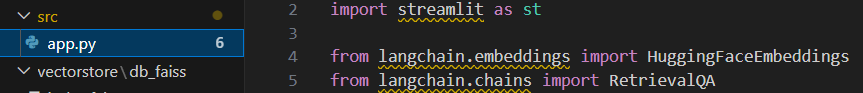 src
app.py 6
vectorstore\db_faiss
2 import streamlit as st
3
4 from langchain.embeddings import HuggingFaceEmbeddings
5 from langchain.chains import RetrievalQA